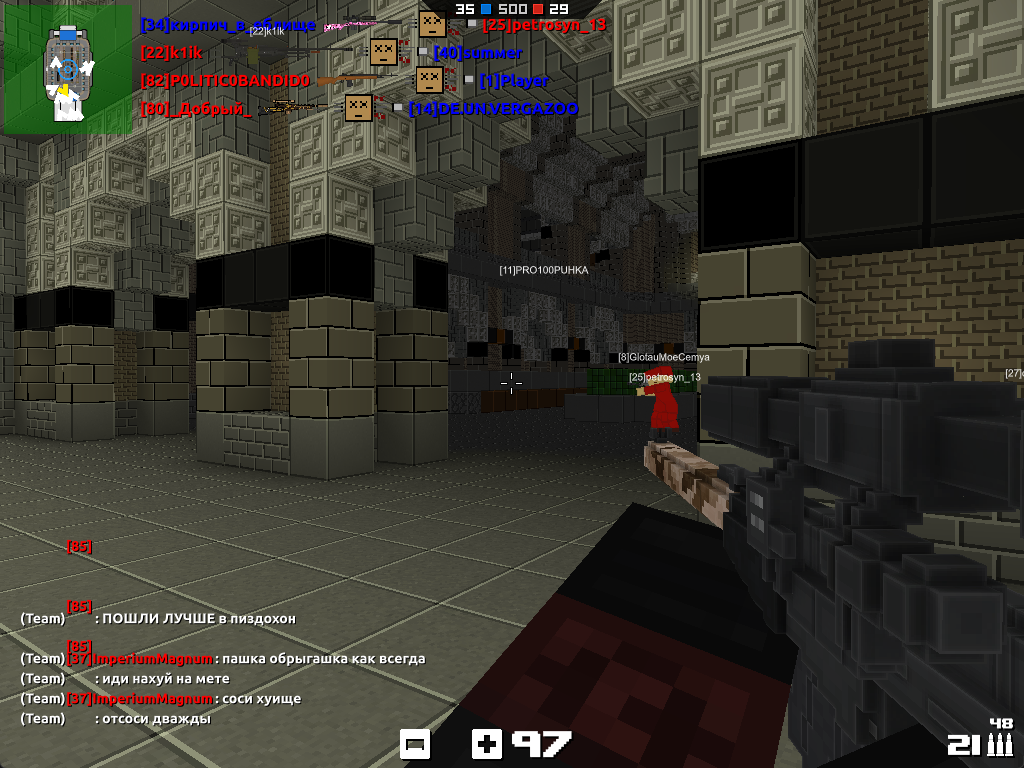 35 500 29
[34]кирпич_в_еблище [25]petrosyn_13
[22]k1ik
[22]k1ik [40]summer
[82]P0LITIC0BANDID0 [1]Player
[80]_Добрый_ [14]DE.UN.VERGAZOO
[11]PRO100PUHKA
[8]GlotauMoeCemya
[25]petrosyn_13
[27]
[85]
[85]
(Team) : ПОШЛИ ЛУЧШЕ в пиздохон
[85]
(Team) [37]ImperiumMagnum : пашка обрыгашка как всегда
(Team) : иди нахуй на мете
(Team) [37]ImperiumMagnum : соси хуище
(Team) : отсоси дважды
97
48
21